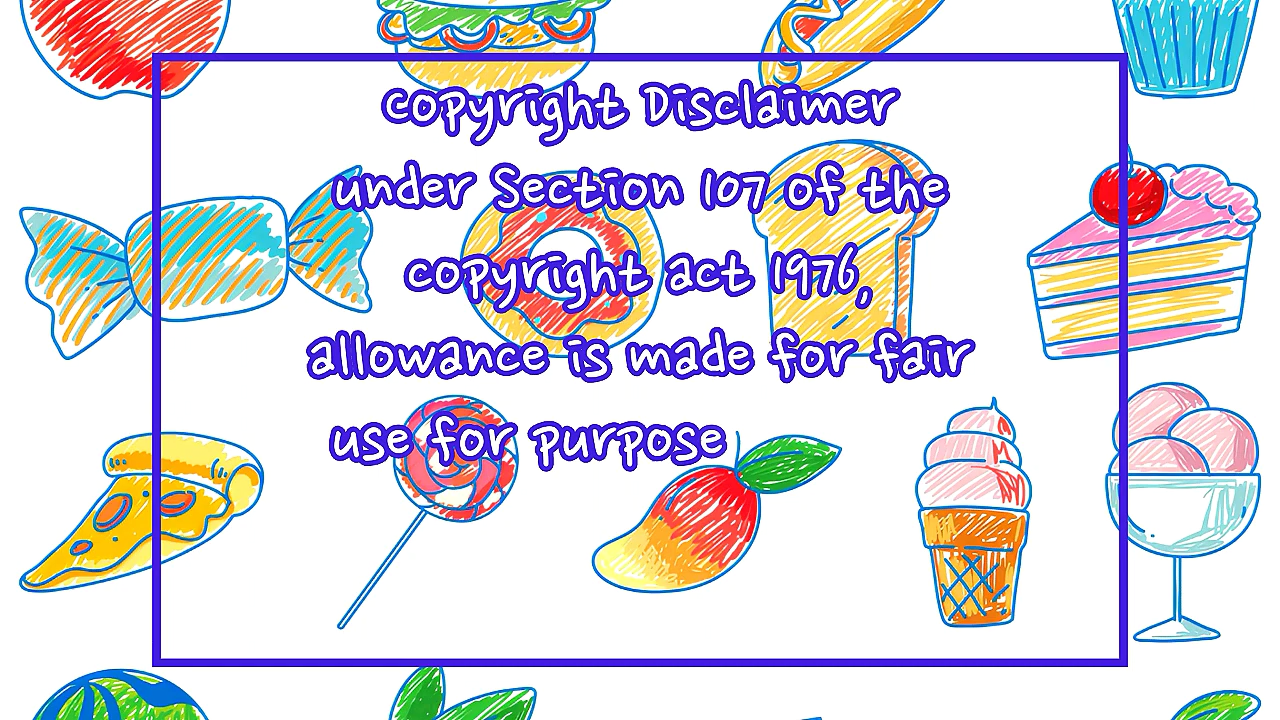 copyright Disclaimer
under Section 107 of the
copyright act 1976,
allowance is made for fair
use for purpose